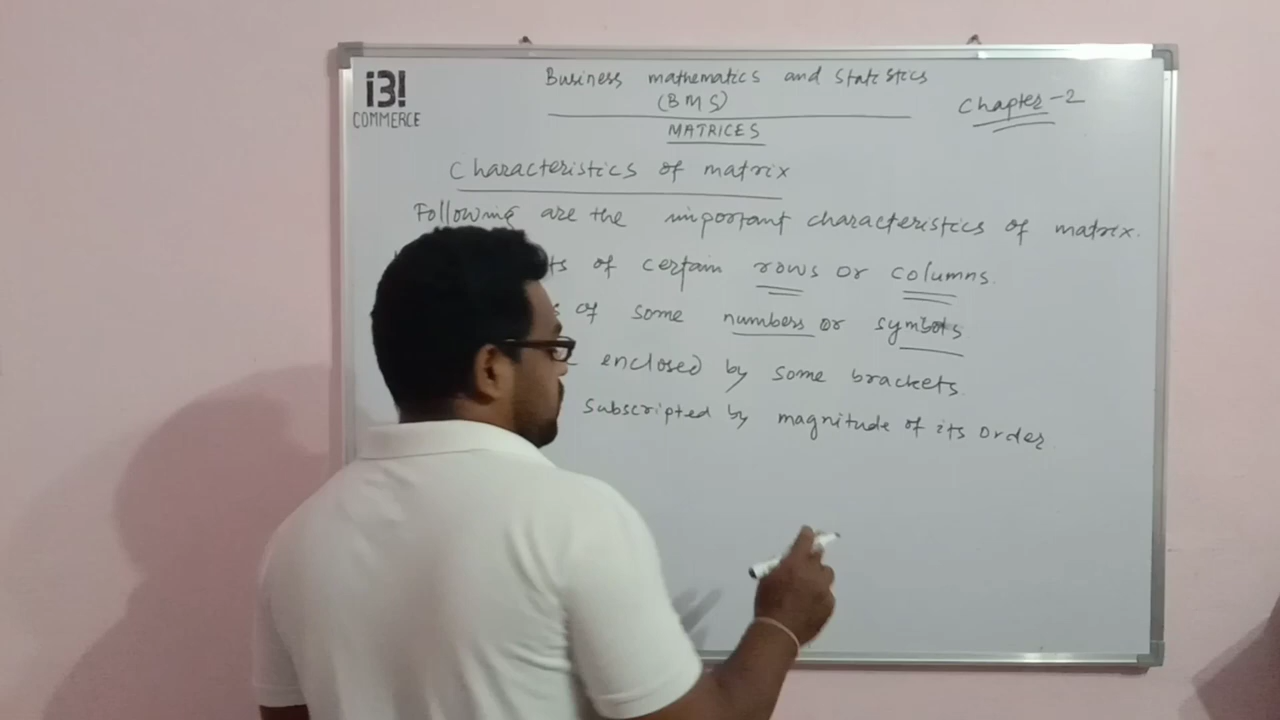 i3!
COMMERCE
Business mathematics and Statistics
(BMS)
Chapter-2
MATRICES
Characteristics of matrix
Following are the important characteristics of matrix.
of certain rows or columns.
of some numbers or symbols
enclosed by some brackets.
Subscripted by magnitude of its order